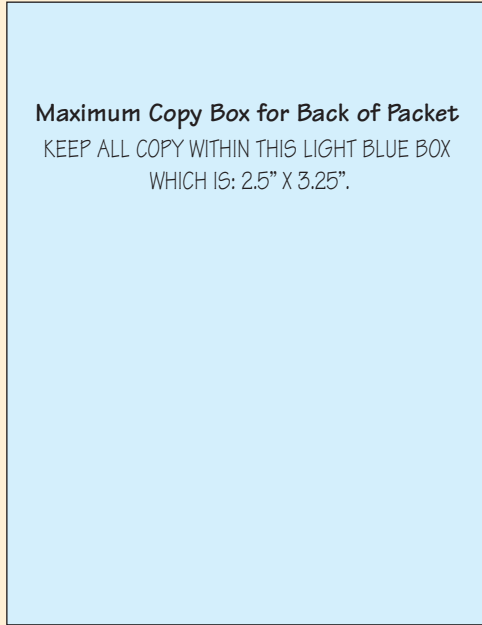 Maximum Copy Box for Back of Packet
KEEP ALL COPY WITHIN THIS LIGHT BLUE BOX
WHICH IS: 2.5” X 3.25”.